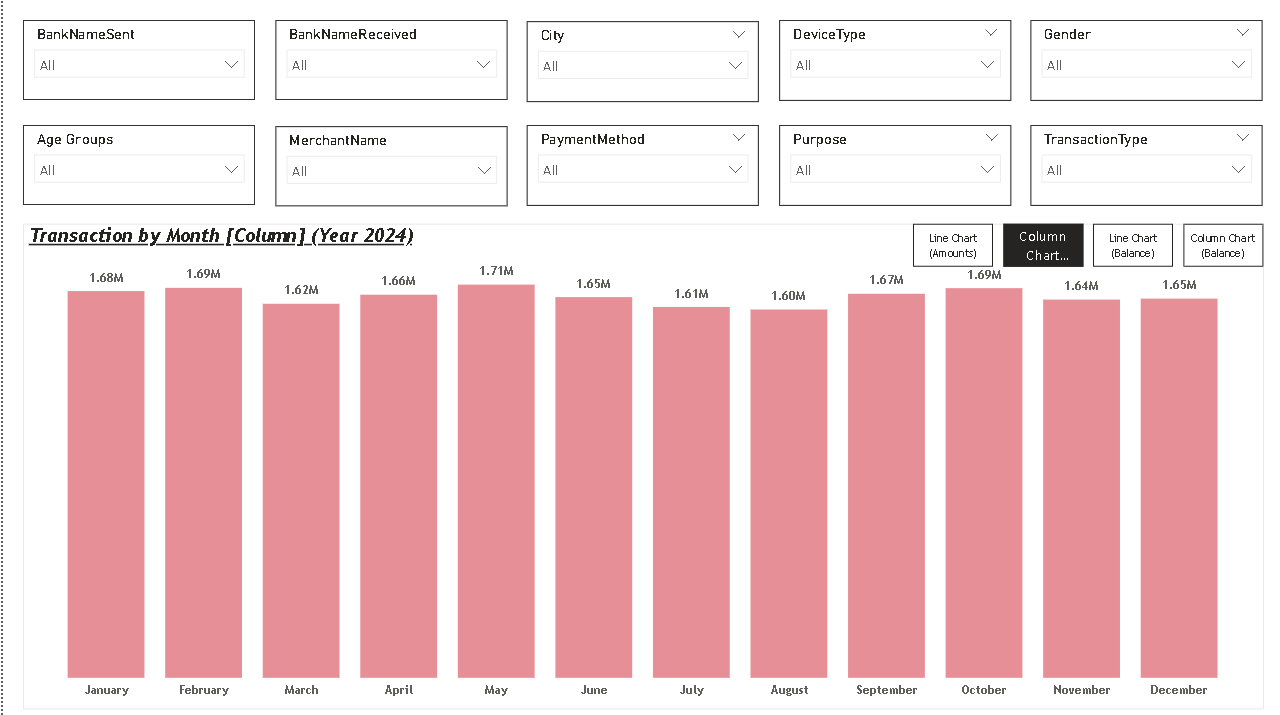 BankNameSent
All
BankNameReceived
All
City
All
DeviceType
All
Gender
All
Age Groups
All
MerchantName
All
PaymentMethod
All
Purpose
All
TransactionType
All
Transaction by Month [Column] (Year 2024)
Line Chart
(Amounts)
Column
Chart...
Line Chart
(Balance)
Column Chart
(Balance)
1.68M
1.69M
1.62M
1.66M
1.71M
1.65M
1.61M
1.60M
1.67M
1.69M
1.64M
1.65M
January
February
March
April
May
June
July
August
September
October
November
December